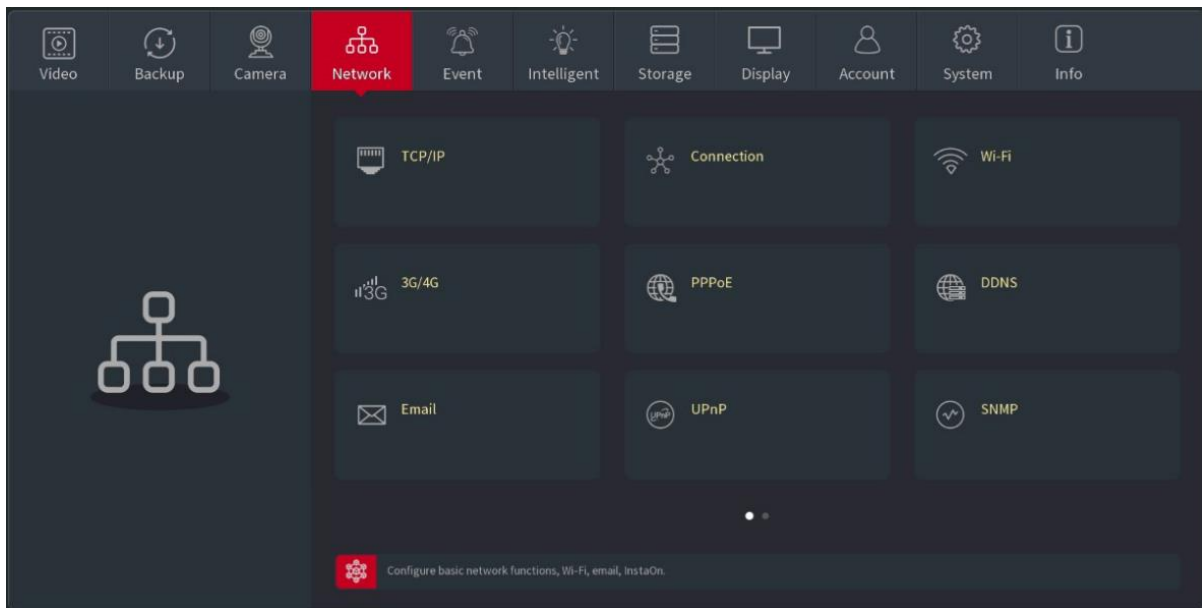 Video
Backup
Camera
Network
Event
Intelligent
Storage
Display
Account
System
Info
TCP/IP
Connection
Wi-Fi
3G
3G/4G
PPPoE
DDNS
Email
UPnP
UPnP
SNMP
Configure basic network functions, Wi-Fi, email, InstaOn.